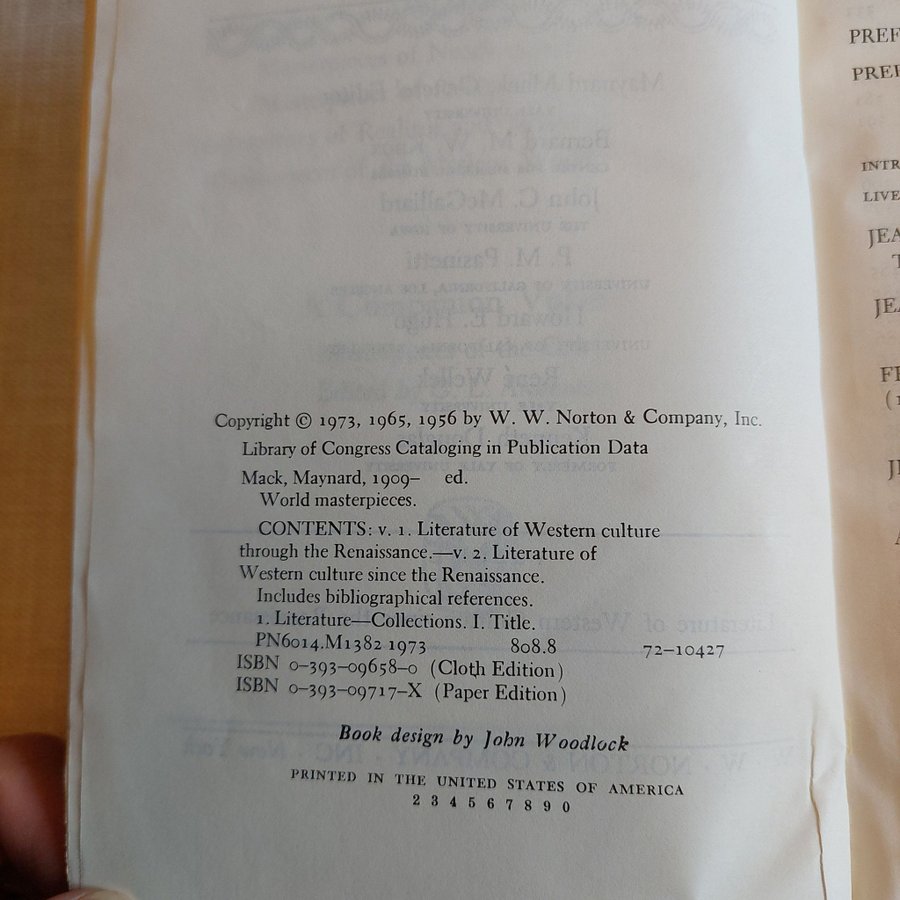 Copyright © 1973, 1965, 1956 by W. W. Norton & Company, Inc.
Library of Congress Cataloging in Publication Data
Mack, Maynard, 1909– ed.
World masterpieces.
CONTENTS: v. 1. Literature of Western culture
through the Renaissance.—v. 2. Literature of
Western culture since the Renaissance.
Includes bibliographical references.
1. Literature—Collections. I. Title.
PN6014.M1382 1973 808.8 72–10427
ISBN 0–393–09658–0 (Cloth Edition)
ISBN 0–393–09717–X (Paper Edition)
Book design by John Woodlock
PRINTED IN THE UNITED STATES OF AMERICA
2 3 4 5 6 7 8 9 0